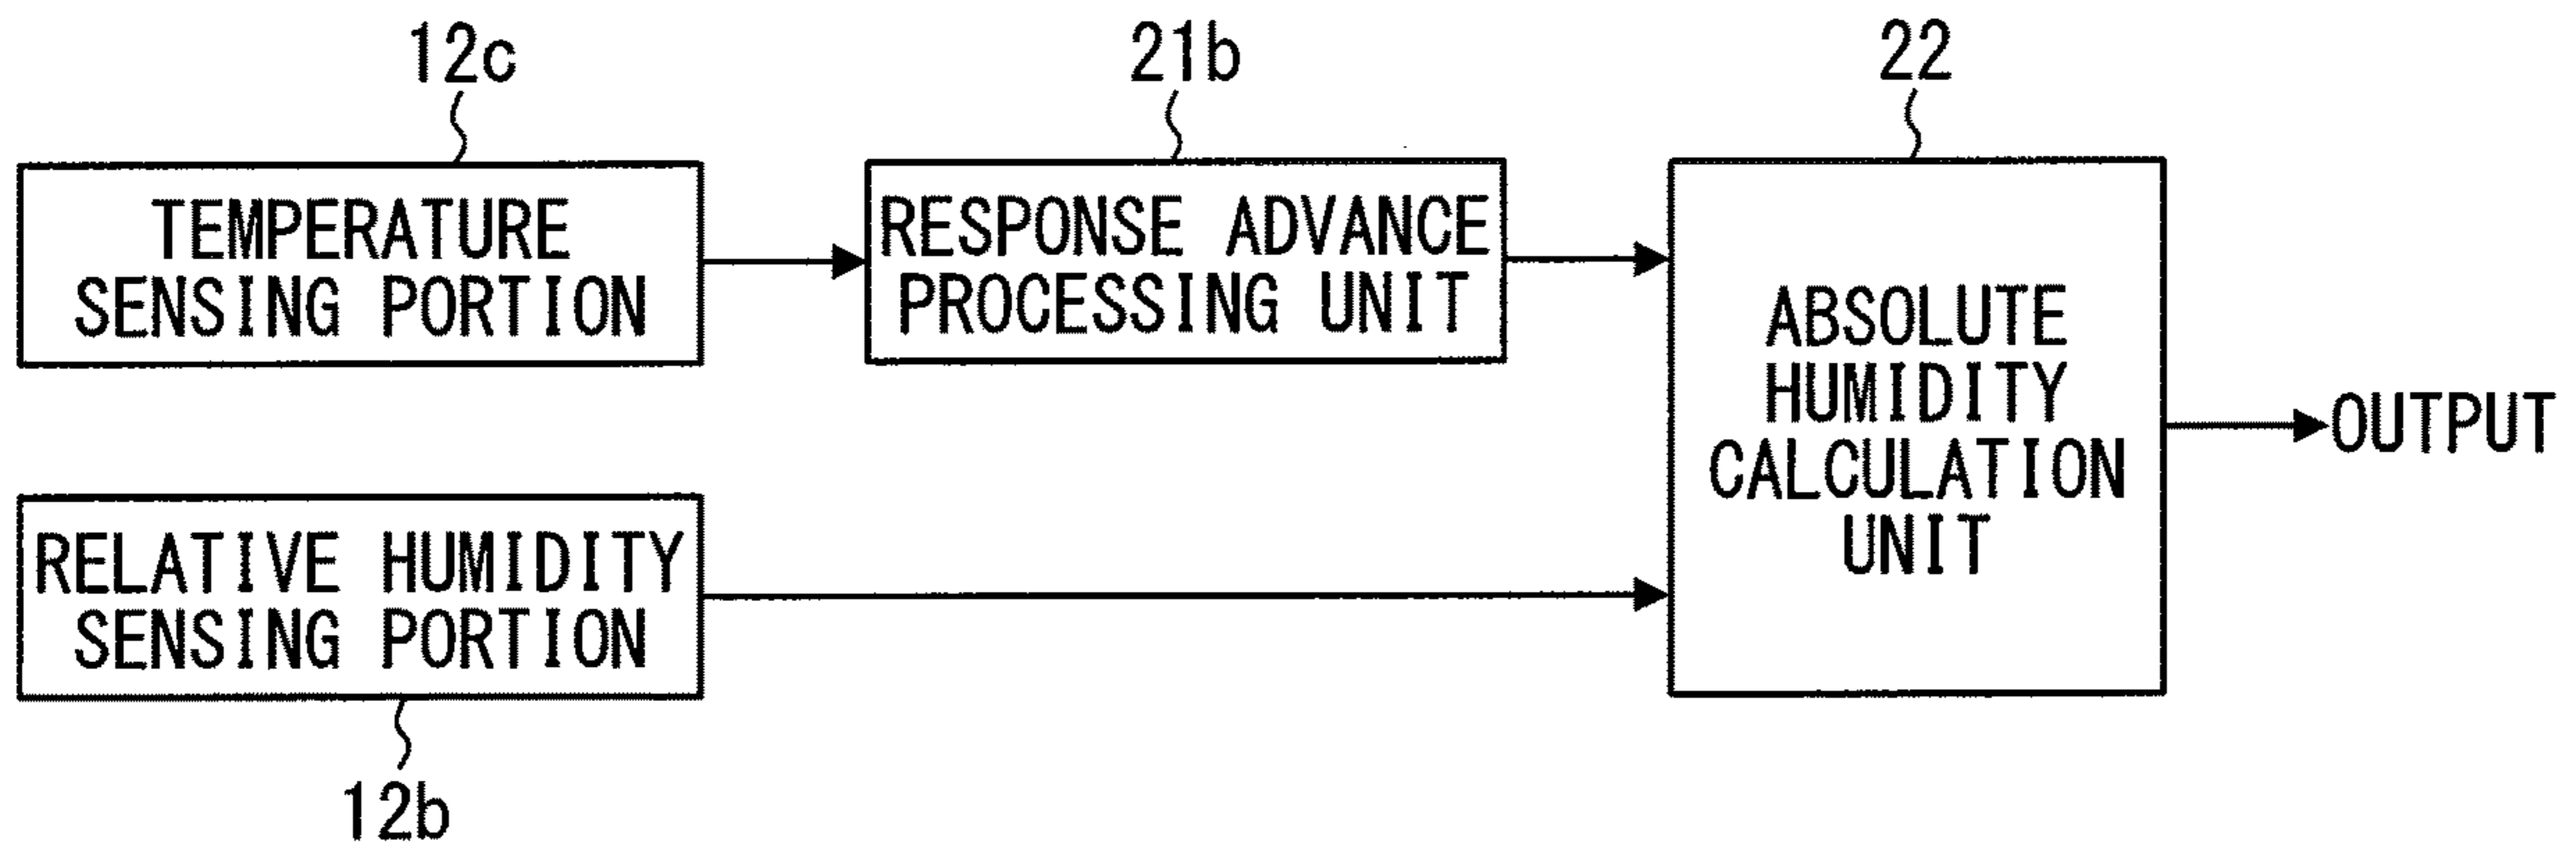 12c
21b
22
TEMPERATURE
SENSING PORTION
RESPONSE ADVANCE
PROCESSING UNIT
ABSOLUTE
HUMIDITY
CALCULATION
UNIT
OUTPUT
RELATIVE HUMIDITY
SENSING PORTION
12b